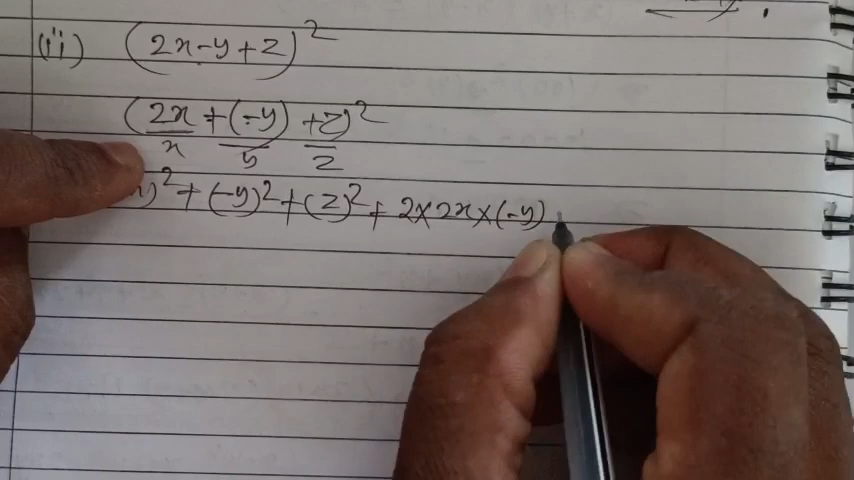 (ii) (2x-y+z)²
(2x + (-y) + z)²
x y z
)² + (-y)² + (z)² + 2×2x×(-y)